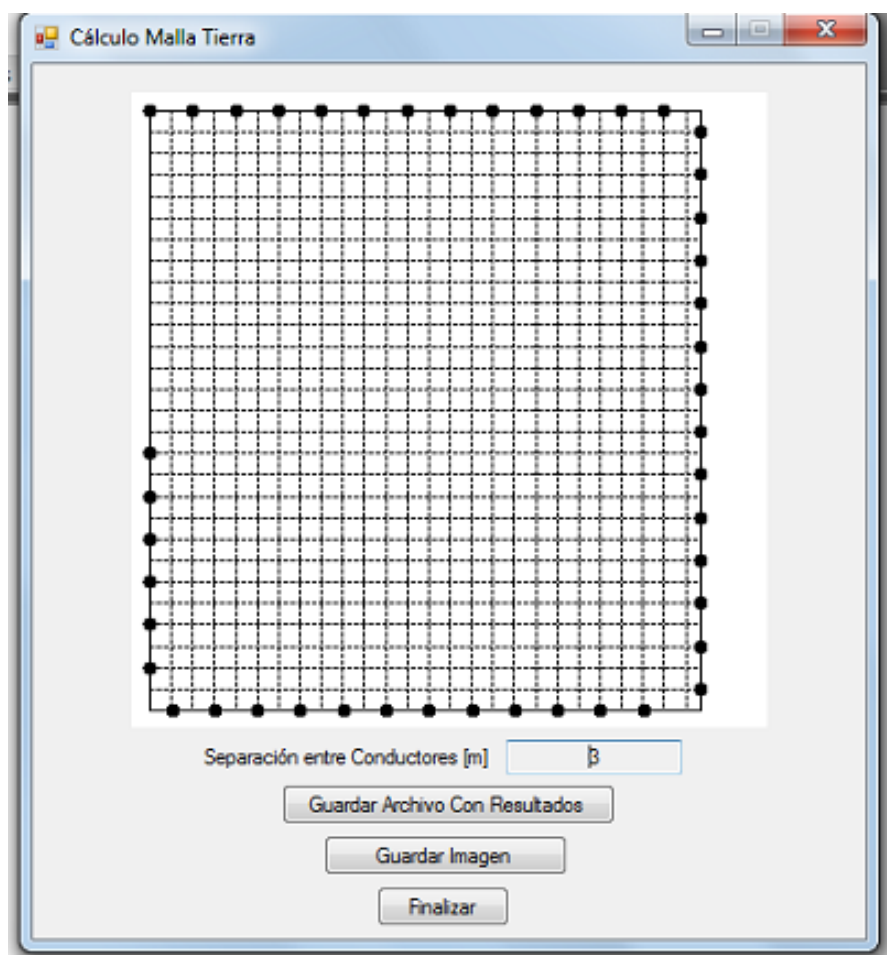 Cálculo Malla Tierra
Separación entre Conductores [m] 3
Guardar Archivo Con Resultados
Guardar Imagen
Finalizar